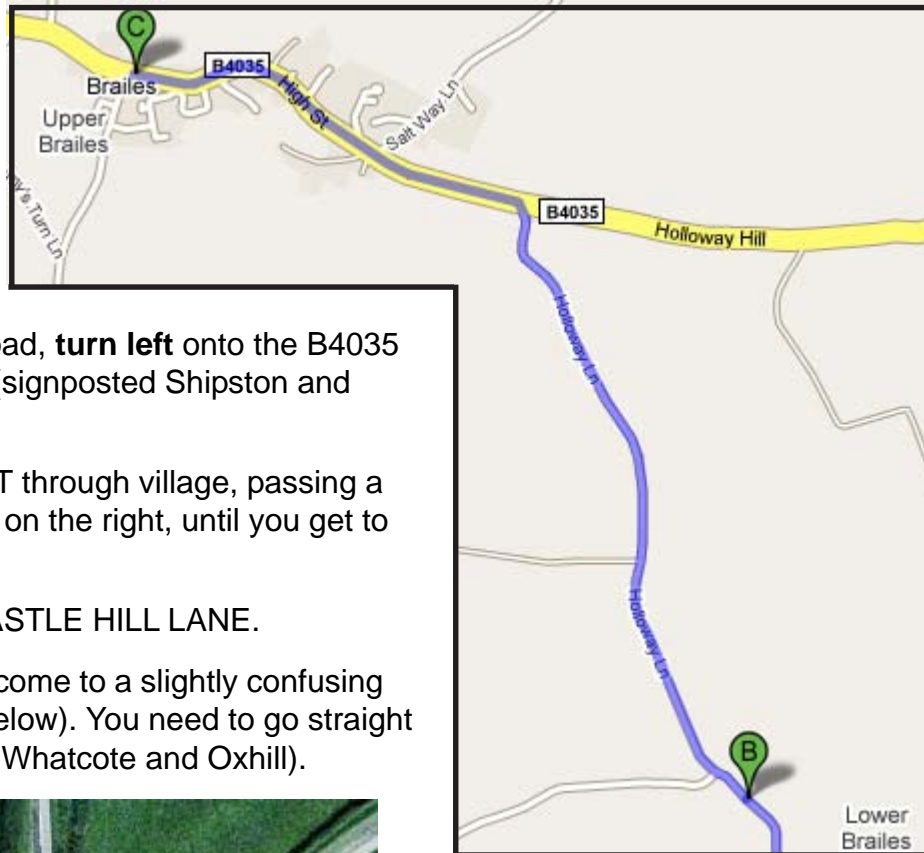 C
B4035
Brailes
High St
Upper
Brailes
Salt Way Ln
Turn Ln
B4035
Holloway Hill
Holloway Ln
oad, turn left onto the B4035
(signposted Shipston and
T through village, passing a
on the right, until you get to
ASTLE HILL LANE.
come to a slightly confusing
elow). You need to go straight
Whatcote and Oxhill).
Holloway Ln
B
Lower
Brailes